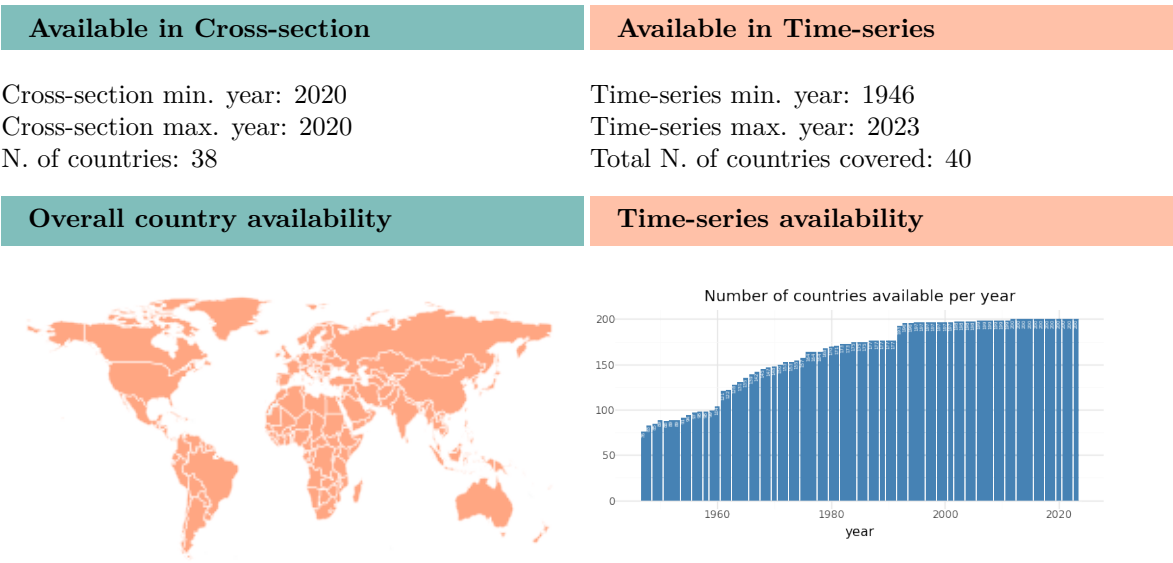 Available in Cross-section
Available in Time-series
Cross-section min. year: 2020
Cross-section max. year: 2020
N. of countries: 38
Time-series min. year: 1946
Time-series max. year: 2023
Total N. of countries covered: 40
Overall country availability
Time-series availability
Number of countries available per year
200
150
100
50
0
1960 1980 2000 2020
year